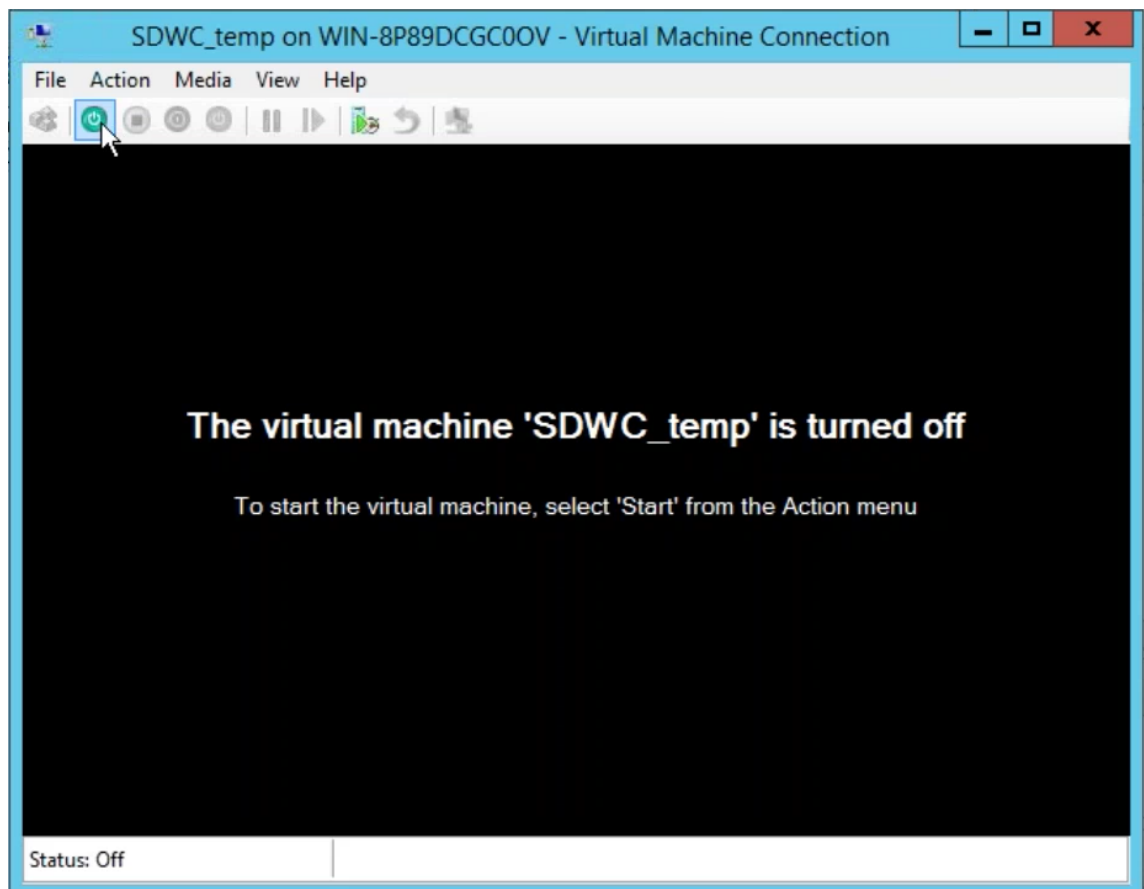 SDWC_temp on WIN-8P89DCGC0OV - Virtual Machine Connection
File Action Media View Help
The virtual machine 'SDWC_temp' is turned off
To start the virtual machine, select 'Start' from the Action menu
Status: Off